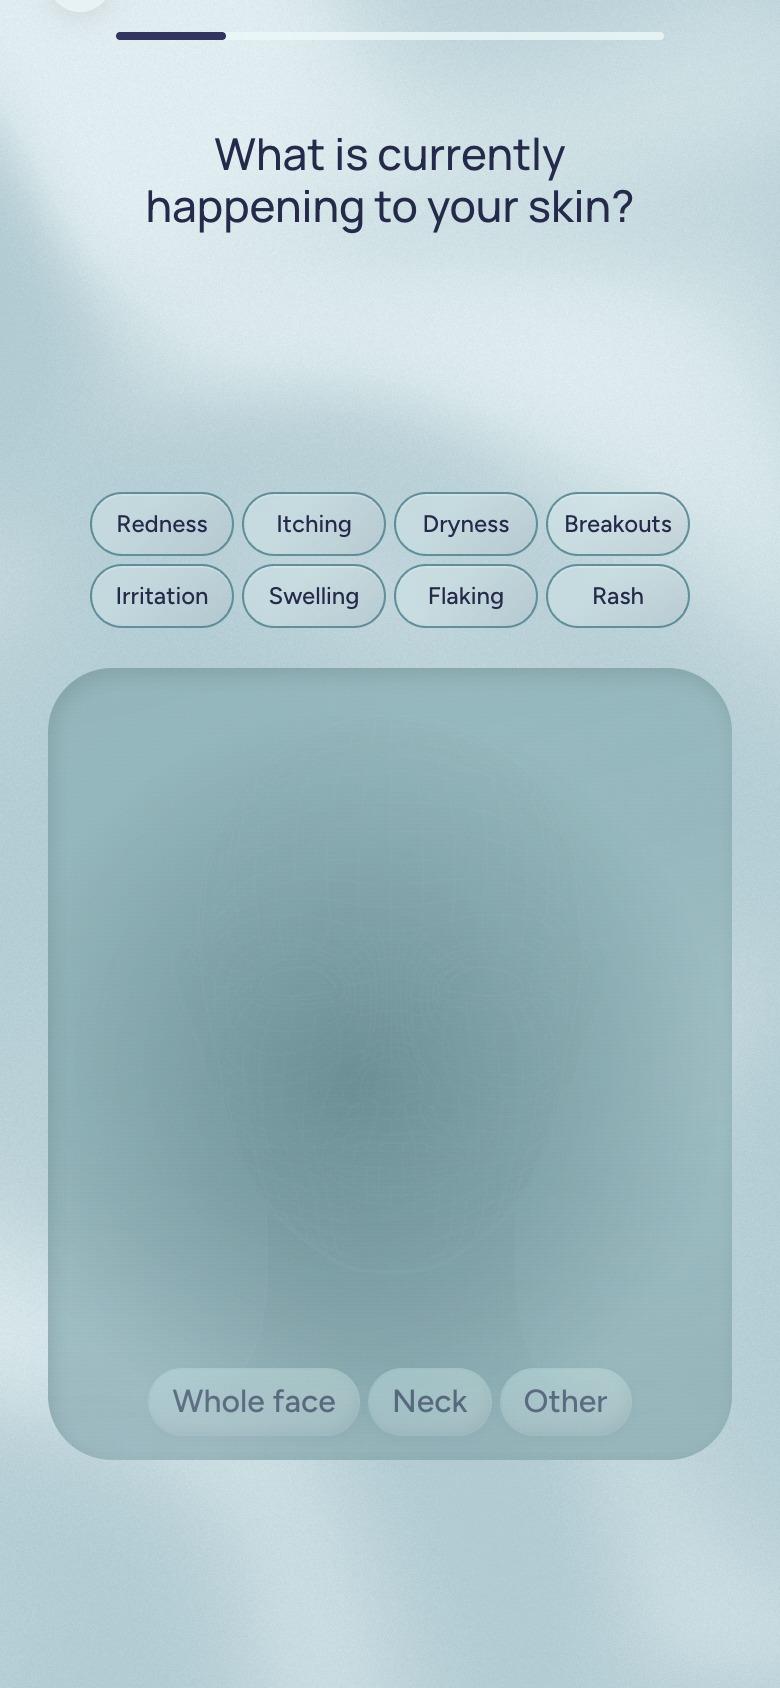 What is currently
happening to your skin?
Redness Itching Dryness Breakouts
Irritation Swelling Flaking Rash
Whole face Neck Other